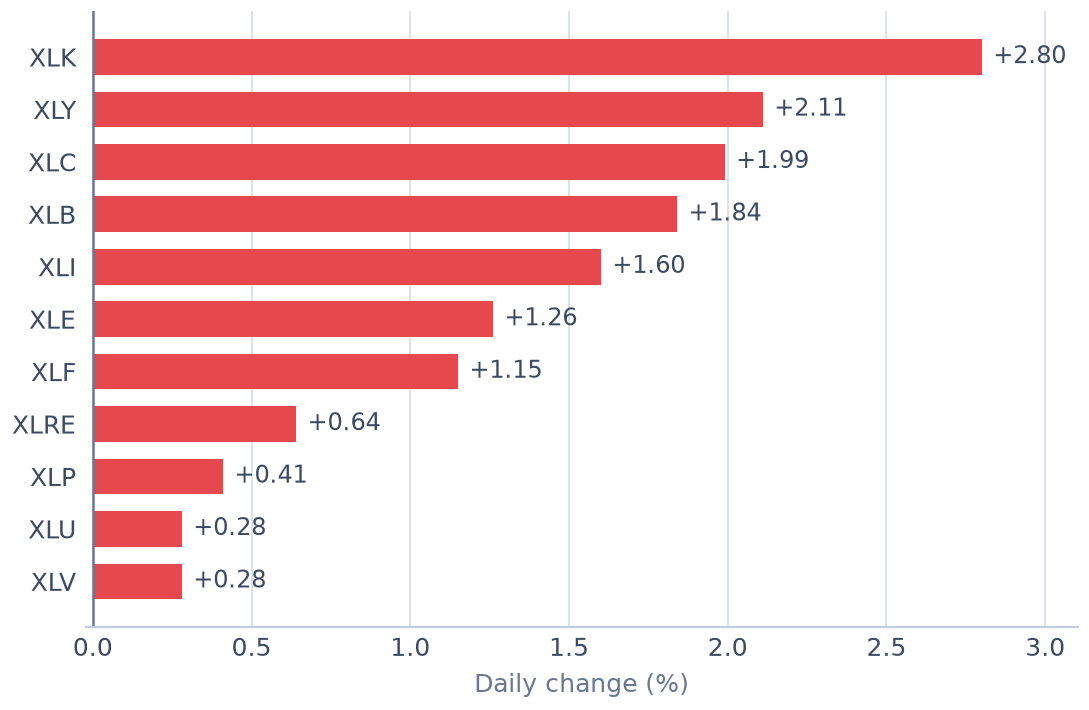 XLK +2.80
XLY +2.11
XLC +1.99
XLB +1.84
XLI +1.60
XLE +1.26
XLF +1.15
XLRE +0.64
XLP +0.41
XLU +0.28
XLV +0.28
0.0 0.5 1.0 1.5 2.0 2.5 3.0
Daily change (%)